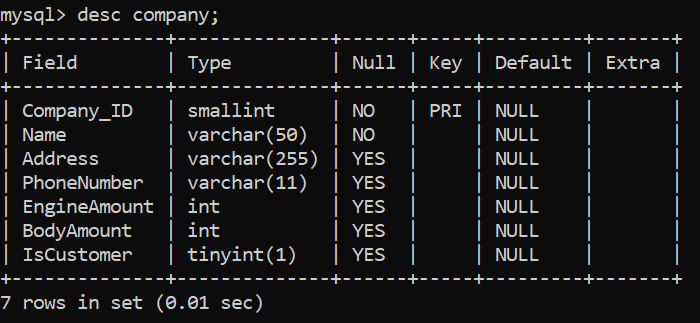 mysql> desc company;
+--------------+--------------+------+-----+---------+-------+
| Field        | Type         | Null | Key | Default | Extra |
+--------------+--------------+------+-----+---------+-------+
| Company_ID   | smallint     | NO   | PRI | NULL    |       |
| Name         | varchar(50)  | NO   |     | NULL    |       |
| Address      | varchar(255) | YES  |     | NULL    |       |
| PhoneNumber  | varchar(11)  | YES  |     | NULL    |       |
| EngineAmount | int          | YES  |     | NULL    |       |
| BodyAmount   | int          | YES  |     | NULL    |       |
| IsCustomer   | tinyint(1)   | YES  |     | NULL    |       |
+--------------+--------------+------+-----+---------+-------+
7 rows in set (0.01 sec)